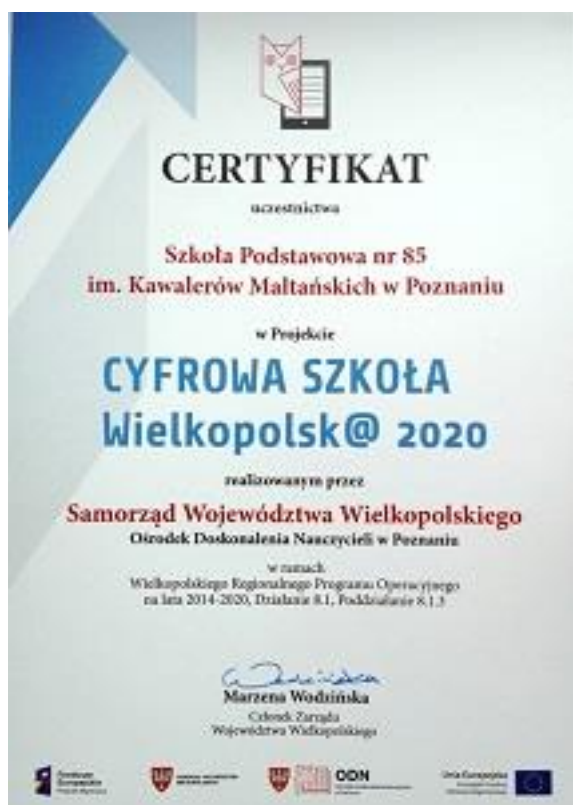 CERTYFIKAT
uczestnictwa
Szkoła Podstawowa nr 85
im. Kawalerów Maltańskich w Poznaniu
w Projekcie
CYFROWA SZKOŁA
Wielkopolsk@ 2020
realizowanym przez
Samorząd Województwa Wielkopolskiego
Ośrodek Doskonalenia Nauczycieli w Poznaniu
w ramach
Wielkopolskiego Regionalnego Programu Operacyjnego
na lata 2014-2020, Działanie 8.1, Poddziałanie 8.1.3
Marzena Wodzińska
Członek Zarządu
Województwa Wielkopolskiego
Fundusze
Europejskie
ODN
Unia Europejska